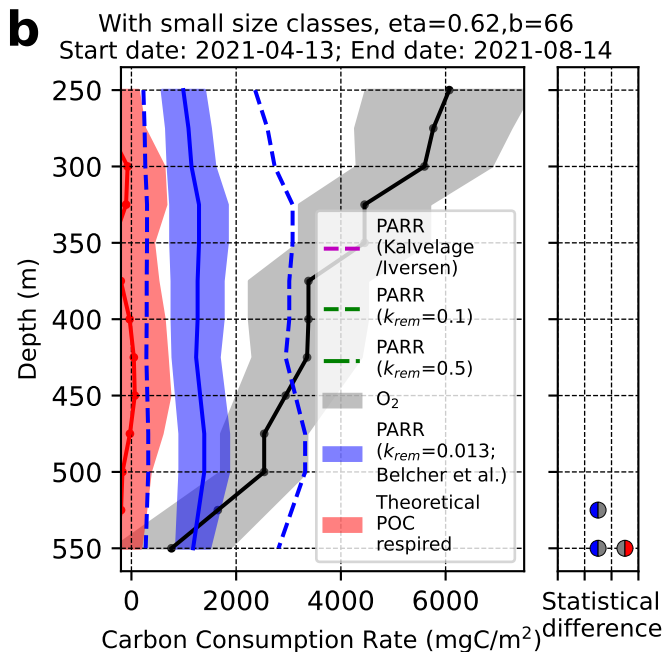 b
With small size classes, eta=0.62,b=66
Start date: 2021-04-13; End date: 2021-08-14
250
300
350
400
450
500
550
Depth (m)
0
2000
4000
6000
Carbon Consumption Rate (mgC/m²)
PARR
(Kalvelage
/Iversen)
PARR
(k_rem=0.1)
PARR
(k_rem=0.5)
O₂
PARR
(k_rem=0.013;
Belcher et al.)
Theoretical
POC
respired
Statistical
difference